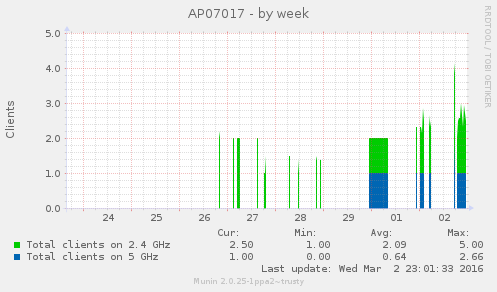 AP07017 - by week
RRDTOOL / TOBI OETIKER
Clients
5.0
4.0
3.0
2.0
1.0
0.0
24 25 26 27 28 29 01 02
Cur: Min: Avg: Max:
Total clients on 2.4 GHz 2.50 1.00 2.09 5.00
Total clients on 5 GHz 1.00 0.00 0.64 2.66
Last update: Wed Mar 2 23:01:33 2016
Munin 2.0.25-1ppa2~trusty